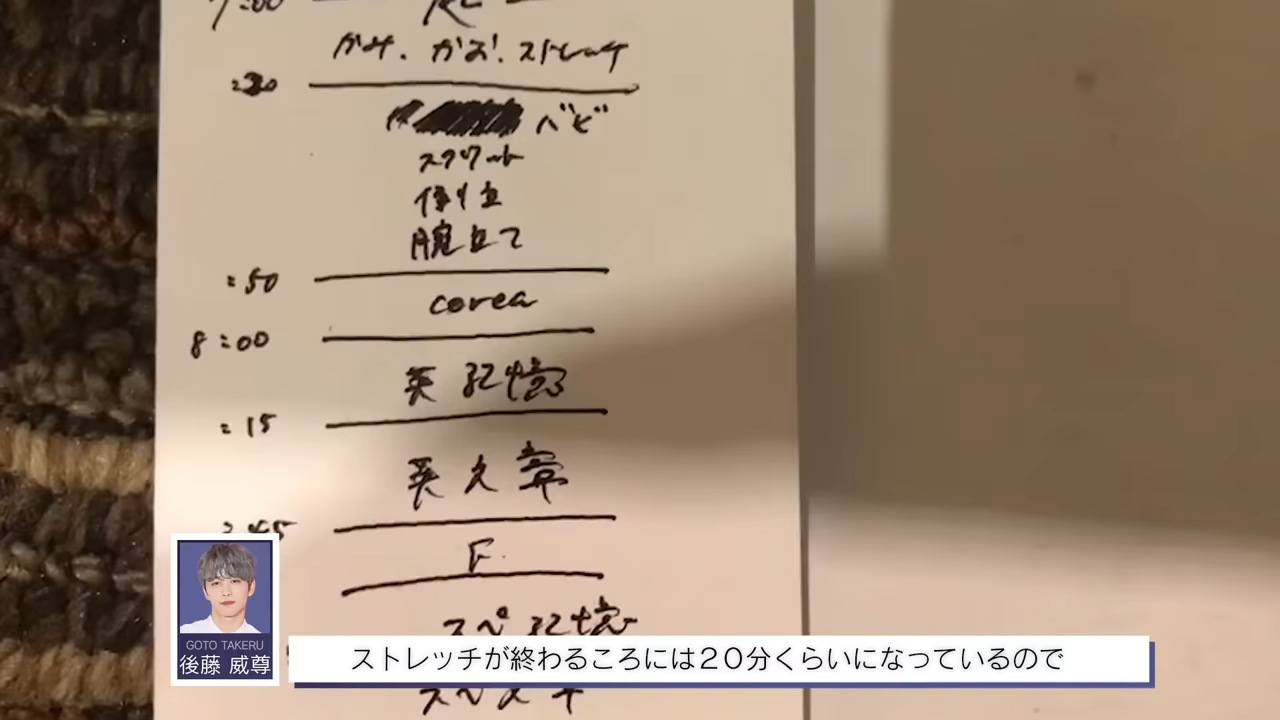 7:00
かみ、かお!、ストレッチ
:20
ベビ
スクワット
倒立
腕立て
:50
corea
8:00
英記憶
:15
英文章
:45
F
スペ記憶
GOTO TAKERU
後藤 威尊
ストレッチが終わるころには20分くらいになっているので